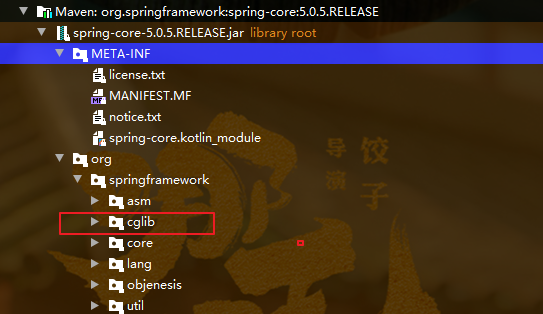 Maven: org.springframework:spring-core:5.0.5.RELEASE
spring-core-5.0.5.RELEASE.jar library root
META-INF
license.txt
MANIFEST.MF
notice.txt
spring-core.kotlin_module
org
springframework
asm
cglib
core
lang
objenesis
util
导演
饺子